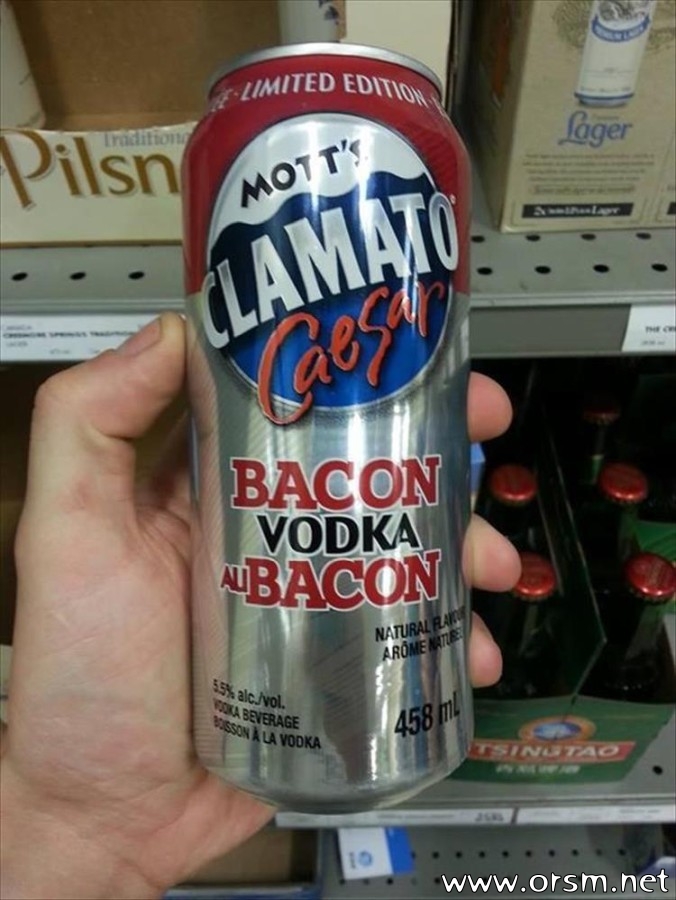 LIMITED EDITION
MOTT'S
CLAMATO
Caesar
BACON
VODKA
AU BACON
NATURAL FLAVOUR
ARÔME NATUREL
5.5% alc./vol.
VODKA BEVERAGE
BOISSON À LA VODKA
458 mL
Traditional
Pilsn
Lager
TSINGTAO
www.orsm.net